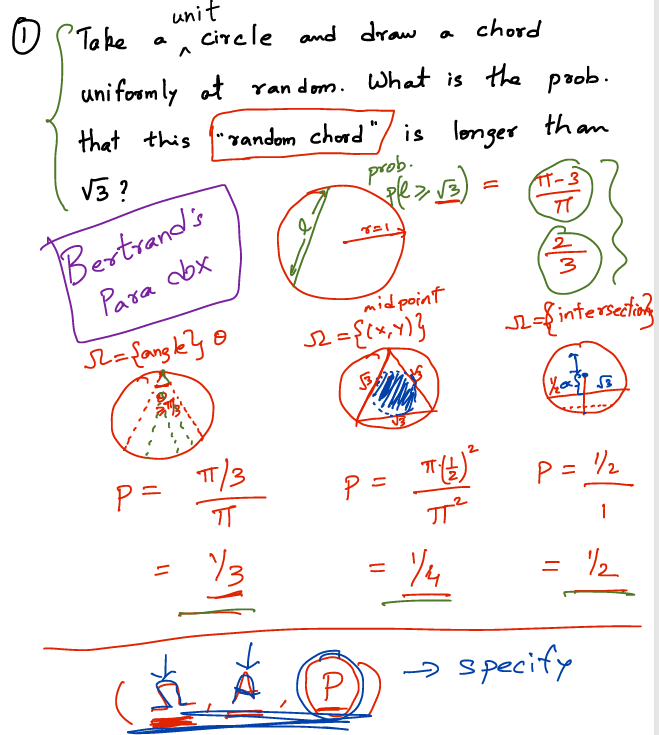 ① Take a unit circle and draw a chord
uniformly at random. What is the prob.
that this "random chord" is longer than
√3 ?
prob.
P(l ⩾ √3) = π-3/π
2/3
l
r=1
Bertrand's
Paradox
Ω={angle} θ
midpoint
Ω={(x,y)}
Ω={intersection}
θ
π/3
√3 √3
√3
1/2 √3
P = π/3 / π
P = π·(1/2)² / π²
P = 1/2 / 1
= 1/3
= 1/4
= 1/2
(Ω, A, P) → specify